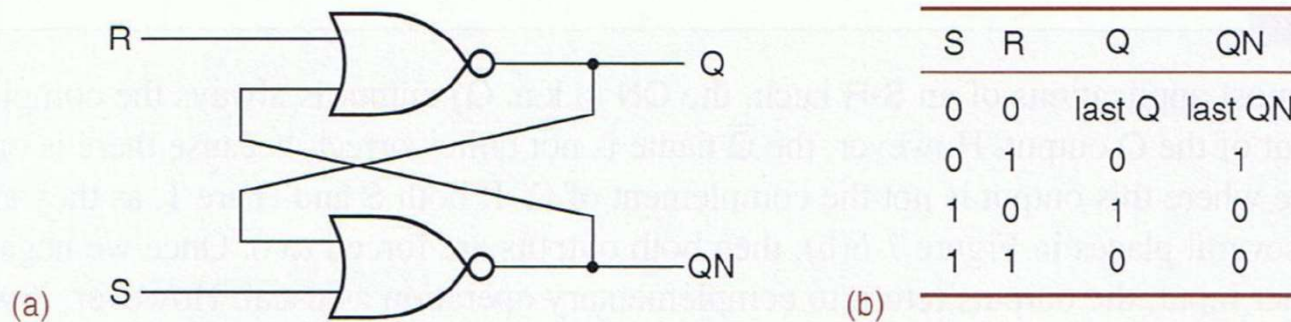 R
Q
QN
S
(a)
(b)
S R Q QN
0 0 last Q last QN
0 1 0 1
1 0 1 0
1 1 0 0